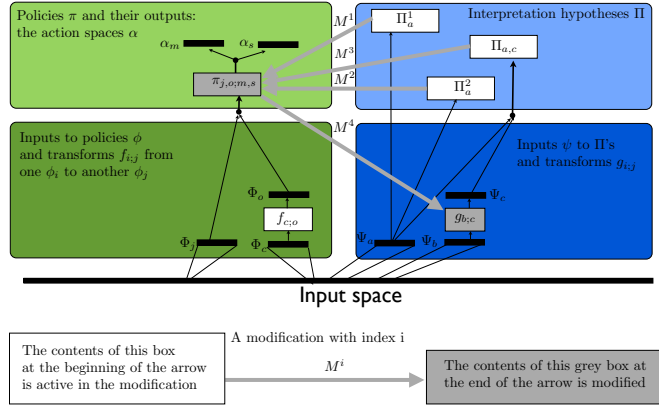 Policies π and their outputs:
the action spaces α
α_m
α_s
π_{j,o;m,s}
M^1
M^3
M^2
M^4
Interpretation hypotheses Π
Π_a^1
Π_{a,c}
Π_a^2
Inputs to policies ϕ
and transforms f_{i;j} from
one ϕ_i to another ϕ_j
Φ_o
f_{c;o}
Φ_j
Φ_c
Inputs ψ to Π's
and transforms g_{i;j}
Ψ_c
g_{b;c}
Ψ_a
Ψ_b
Input space
The contents of this box
at the beginning of the arrow
is active in the modification
A modification with index i
M^i
The contents of this grey box at
the end of the arrow is modified